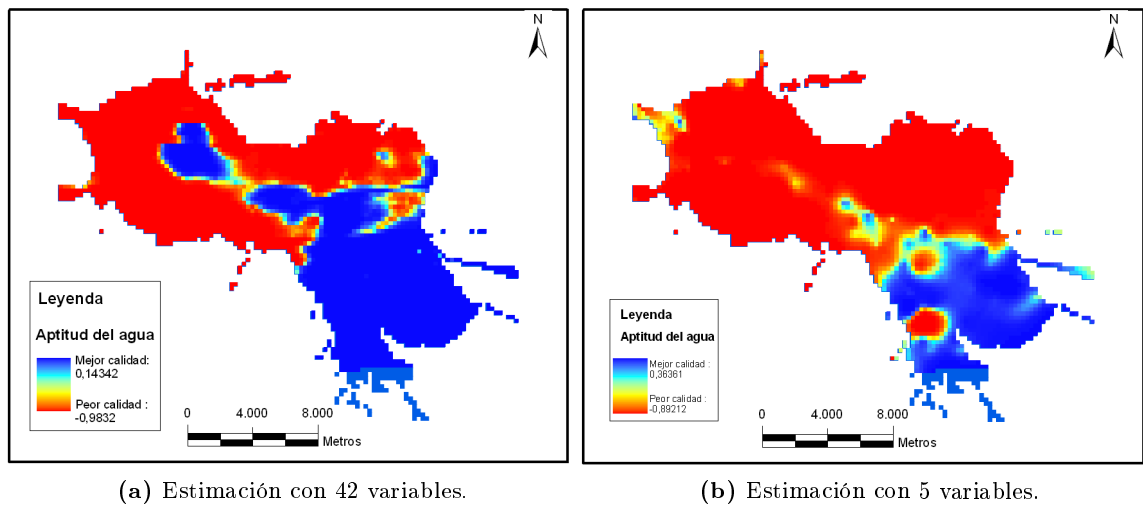 N
Leyenda
Aptitud del agua
Mejor calidad:
0,14342
Peor calidad :
-0,9832
0 4.000 8.000
Metros
(a) Estimación con 42 variables.
N
Leyenda
Aptitud del agua
Mejor calidad :
0,36361
Peor calidad :
-0,89212
0 4.000 8.000
Metros
(b) Estimación con 5 variables.